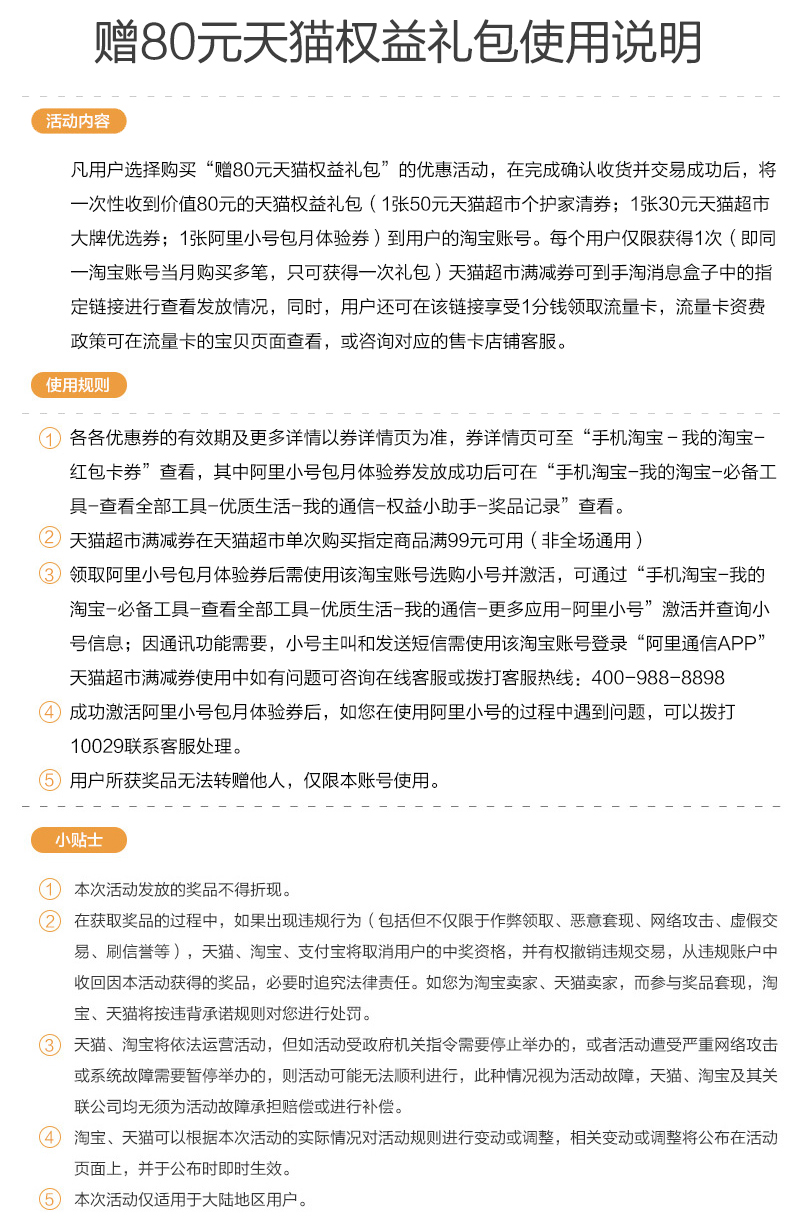 赠80元天猫权益礼包使用说明
活动内容
凡用户选择购买“赠80元天猫权益礼包”的优惠活动，在完成确认收货并交易成功后，将
一次性收到价值80元的天猫权益礼包（1张50元天猫超市个护家清券；1张30元天猫超市
大牌优选券；1张阿里小号包月体验券）到用户的淘宝账号。每个用户仅限获得1次（即同
一淘宝账号当月购买多笔，只可获得一次礼包）天猫超市满减券可到手淘消息盒子中的指
定链接进行查看发放情况，同时，用户还可在该链接享受1分钱领取流量卡，流量卡资费
政策可在流量卡的宝贝页面查看，或咨询对应的售卡店铺客服。
使用规则
① 各各优惠券的有效期及更多详情以券详情页为准，券详情页可至“手机淘宝－我的淘宝–
红包卡券”查看，其中阿里小号包月体验券发放成功后可在“手机淘宝–我的淘宝–必备工
具–查看全部工具–优质生活–我的通信–权益小助手–奖品记录”查看。
② 天猫超市满减券在天猫超市单次购买指定商品满99元可用（非全场通用）
③ 领取阿里小号包月体验券后需使用该淘宝账号选购小号并激活，可通过“手机淘宝–我的
淘宝–必备工具–查看全部工具–优质生活–我的通信–更多应用–阿里小号”激活并查询小
号信息；因通讯功能需要，小号主叫和发送短信需使用该淘宝账号登录“阿里通信APP”
天猫超市满减券使用中如有问题可咨询在线客服或拨打客服热线：400–988–8898
④ 成功激活阿里小号包月体验券后，如您在使用阿里小号的过程中遇到问题，可以拨打
10029联系客服处理。
⑤ 用户所获奖品无法转赠他人，仅限本账号使用。
小贴士
① 本次活动发放的奖品不得折现。
② 在获取奖品的过程中，如果出现违规行为（包括但不仅限于作弊领取、恶意套现、网络攻击、虚假交
易、刷信誉等），天猫、淘宝、支付宝将取消用户的中奖资格，并有权撤销违规交易，从违规账户中
收回因本活动获得的奖品，必要时追究法律责任。如您为淘宝卖家、天猫卖家，而参与奖品套现，淘
宝、天猫将按违背承诺规则对您进行处罚。
③ 天猫、淘宝将依法运营活动，但如活动受政府机关指令需要停止举办的，或者活动遭受严重网络攻击
或系统故障需要暂停举办的，则活动可能无法顺利进行，此种情况视为活动故障，天猫、淘宝及其关
联公司均无须为活动故障承担赔偿或进行补偿。
④ 淘宝、天猫可以根据本次活动的实际情况对活动规则进行变动或调整，相关变动或调整将公布在活动
页面上，并于公布时即时生效。
⑤ 本次活动仅适用于大陆地区用户。